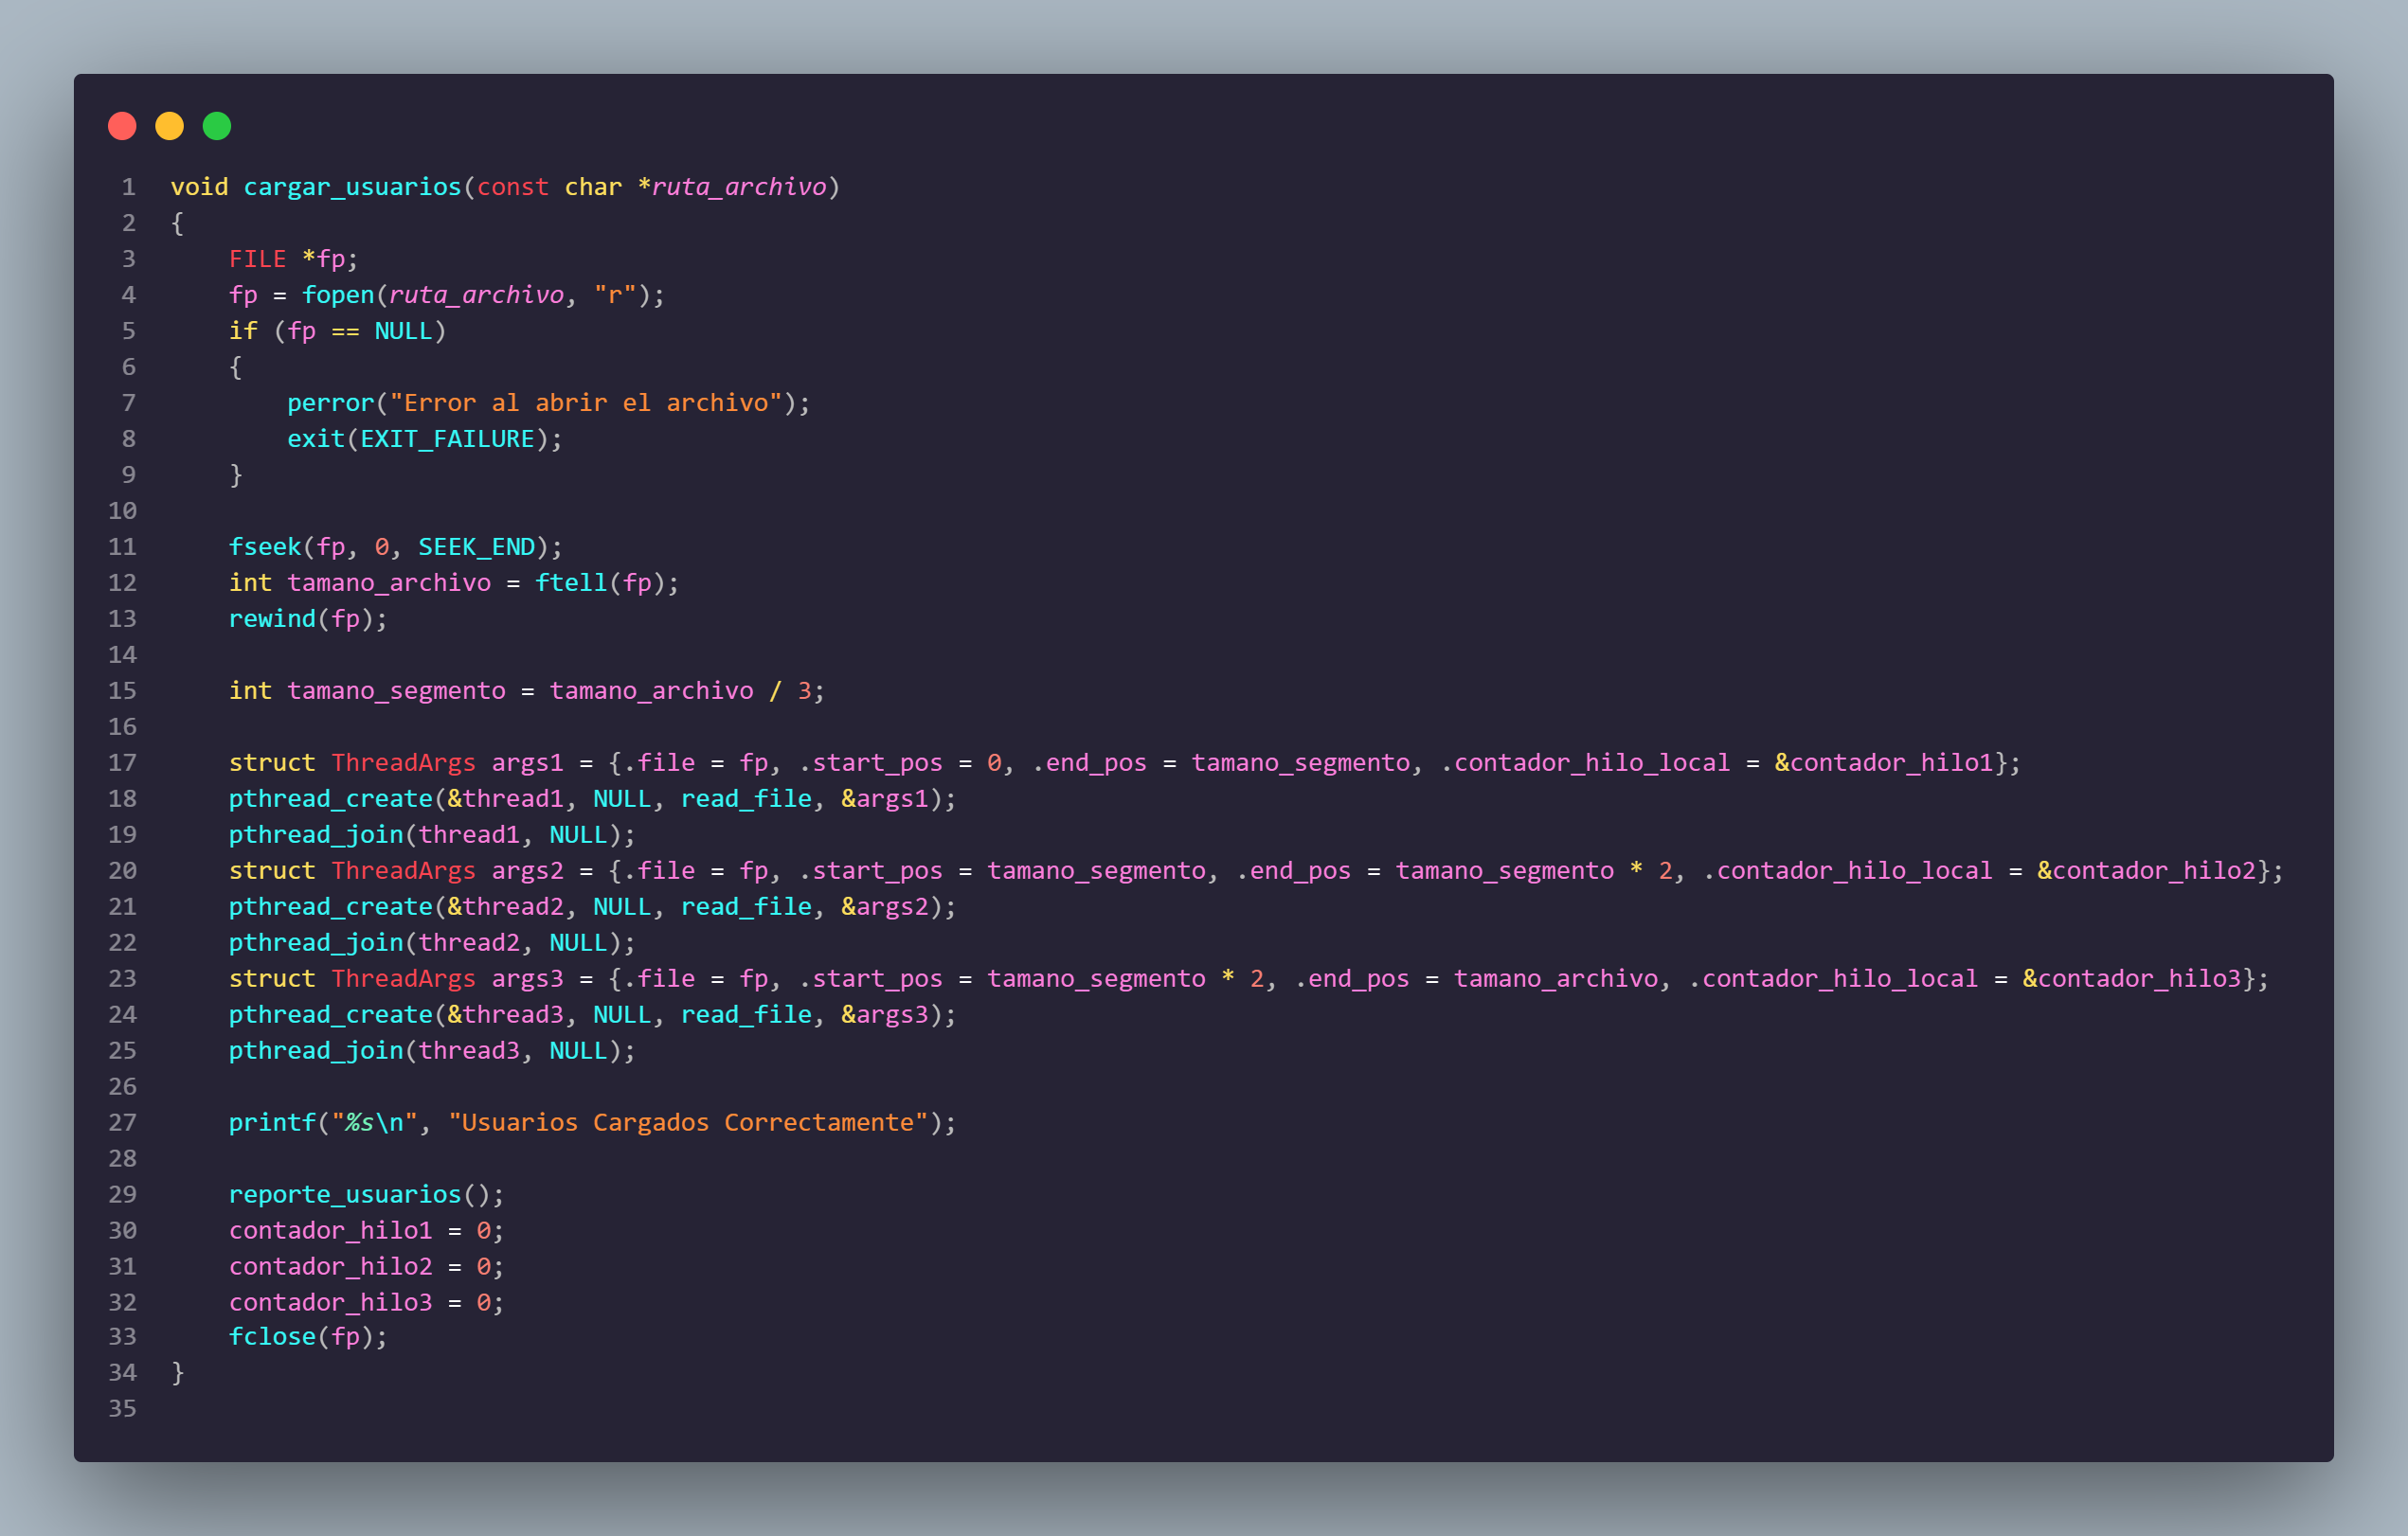 1 void cargar_usuarios(const char *ruta_archivo)
2 {
3     FILE *fp;
4     fp = fopen(ruta_archivo, "r");
5     if (fp == NULL)
6     {
7         perror("Error al abrir el archivo");
8         exit(EXIT_FAILURE);
9     }
10
11     fseek(fp, 0, SEEK_END);
12     int tamano_archivo = ftell(fp);
13     rewind(fp);
14
15     int tamano_segmento = tamano_archivo / 3;
16
17     struct ThreadArgs args1 = {.file = fp, .start_pos = 0, .end_pos = tamano_segmento, .contador_hilo_local = &contador_hilo1};
18     pthread_create(&thread1, NULL, read_file, &args1);
19     pthread_join(thread1, NULL);
20     struct ThreadArgs args2 = {.file = fp, .start_pos = tamano_segmento, .end_pos = tamano_segmento * 2, .contador_hilo_local = &contador_hilo2};
21     pthread_create(&thread2, NULL, read_file, &args2);
22     pthread_join(thread2, NULL);
23     struct ThreadArgs args3 = {.file = fp, .start_pos = tamano_segmento * 2, .end_pos = tamano_archivo, .contador_hilo_local = &contador_hilo3};
24     pthread_create(&thread3, NULL, read_file, &args3);
25     pthread_join(thread3, NULL);
26
27     printf("%s\n", "Usuarios Cargados Correctamente");
28
29     reporte_usuarios();
30     contador_hilo1 = 0;
31     contador_hilo2 = 0;
32     contador_hilo3 = 0;
33     fclose(fp);
34 }
35